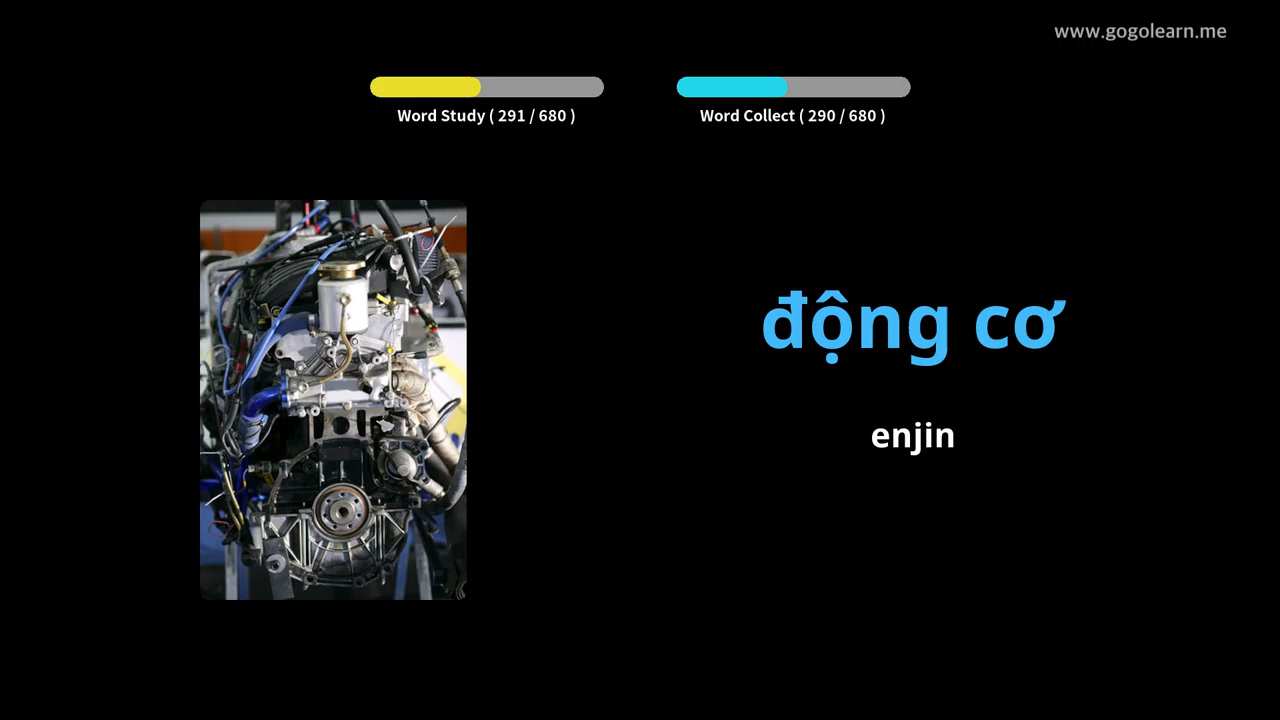 www.gogolearn.me
Word Study ( 291 / 680 )
Word Collect ( 290 / 680 )
động cơ
enjin